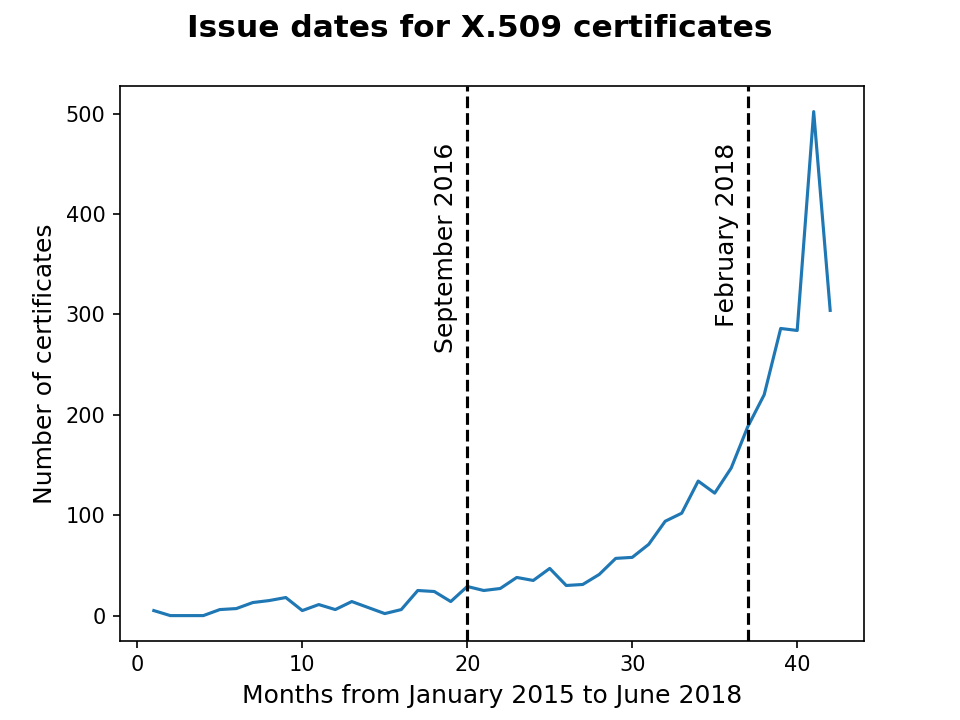 Issue dates for X.509 certificates
Number of certificates
500
400
300
200
100
0
September 2016
February 2018
0
10
20
30
40
Months from January 2015 to June 2018